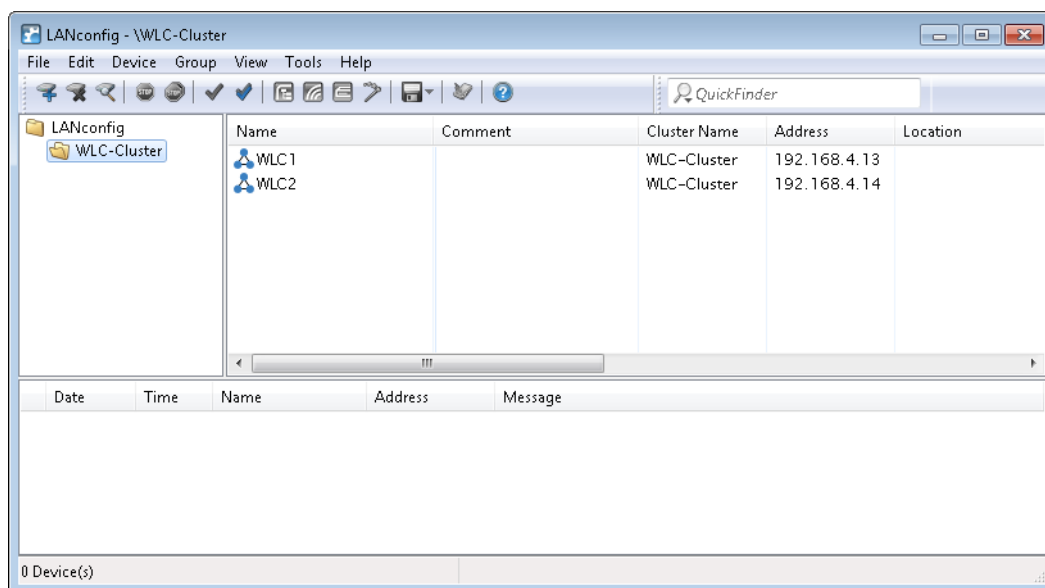 LANconfig - \WLC-Cluster
File Edit Device Group View Tools Help
QuickFinder
LANconfig
WLC-Cluster
Name Comment Cluster Name Address Location
WLC1 WLC-Cluster 192.168.4.13
WLC2 WLC-Cluster 192.168.4.14
Date Time Name Address Message
0 Device(s)